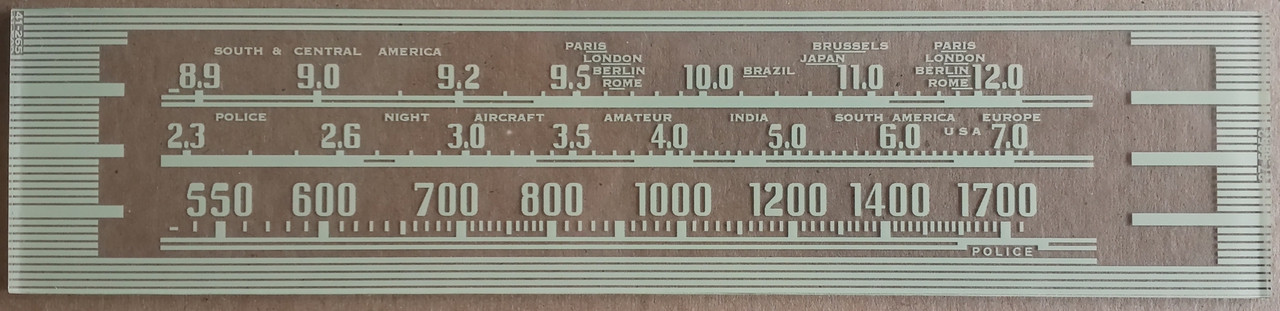 41-265
SOUTH & CENTRAL AMERICA PARIS BRUSSELS PARIS
LONDON JAPAN LONDON
BERLIN BRAZIL BERLIN
ROME ROME
8.9 9.0 9.2 9.5 10.0 11.0 12.0
POLICE NIGHT AIRCRAFT AMATEUR INDIA SOUTH AMERICA EUROPE
USA
2.3 2.6 3.0 3.5 4.0 5.0 6.0 7.0
550 600 700 800 1000 1200 1400 1700
POLICE